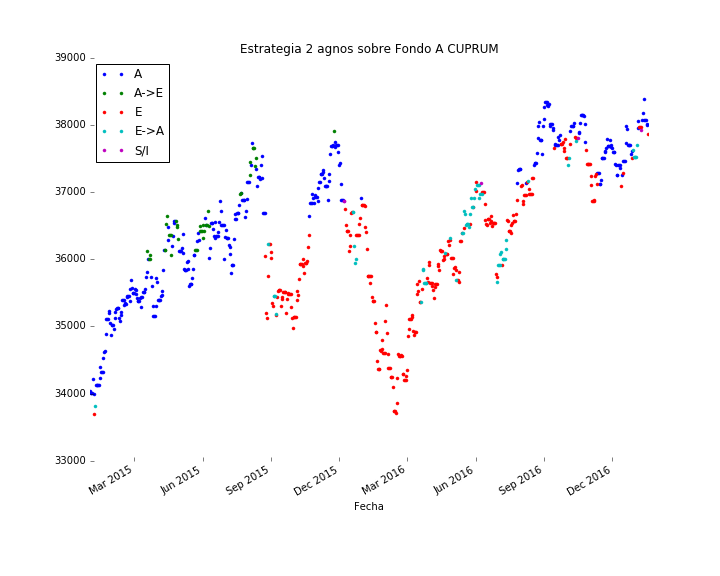 Estrategia 2 agnos sobre Fondo A CUPRUM
39000
38000
37000
36000
35000
34000
33000
A
A->E
E
E->A
S/I
Mar 2015
Jun 2015
Sep 2015
Dec 2015
Mar 2016
Jun 2016
Sep 2016
Dec 2016
Fecha